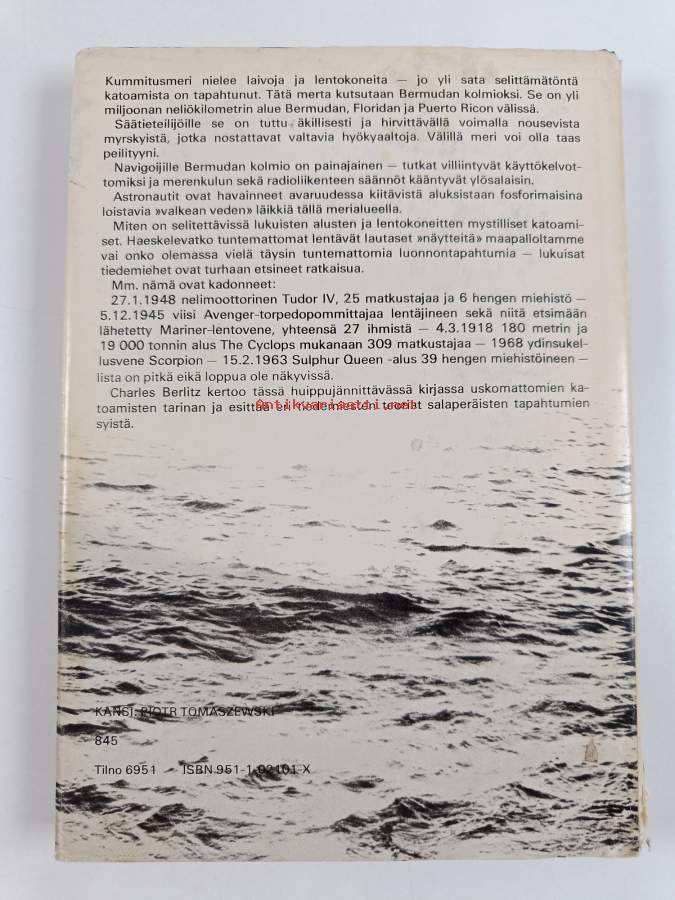 Kummitusmeri nielee laivoja ja lentokoneita — jo yli sata selittämätöntä
katoamista on tapahtunut. Tätä merta kutsutaan Bermudan kolmioksi. Se on yli
miljoonan neliökilometrin alue Bermudan, Floridan ja Puerto Ricon välissä.
Säätieteilijöille se on tuttu äkillisesti ja hirvittävällä voimalla nousevista
myrskyistä, jotka nostattavat valtavia hyökyaaltoja. Välillä meri voi olla taas
peilityyni.
Navigoijille Bermudan kolmio on painajainen — tutkat villiintyvät käyttökelvot-
tomiksi ja merenkulun sekä radioliikenteen säännöt kääntyvät ylösalaisin.
Astronautit ovat havainneet avaruudessa kiitävistä aluksistaan fosforimaisina
loistavia »valkean veden» läikkiä tällä merialueella.
Miten on selitettävissä lukuisten alusten ja lentokoneitten mystilliset katoami-
set. Haeskelevatko tuntemattomat lentävät lautaset »näytteitä» maapalloltamme
vai onko olemassa vielä täysin tuntemattomia luonnontapahtumia — lukuisat
tiedemiehet ovat turhaan etsineet ratkaisua.
Mm. nämä ovat kadonneet:
27.1.1948 nelimoottorinen Tudor IV, 25 matkustajaa ja 6 hengen miehistö —
5.12.1945 viisi Avenger-torpedopommittajaa lentäjineen sekä niitä etsimään
lähetetty Mariner-lentovene, yhteensä 27 ihmistä — 4.3.1918 180 metrin ja
19 000 tonnin alus The Cyclops mukanaan 309 matkustajaa — 1968 ydinsukel-
lusvene Scorpion — 15.2.1963 Sulphur Queen -alus 39 hengen miehistöineen —
lista on pitkä eikä loppua ole näkyvissä.
Charles Berlitz kertoo tässä huippujännittävässä kirjassa uskomattomien ka-
toamisten tarinan ja esittää eri tiedemiesten teoriat salaperäisten tapahtumien
Antikvariaatti.net
syistä.
KANSI: PIOTR TOMASZEWSKI
845
Tilno 6951 ISBN 951-1-02101-X